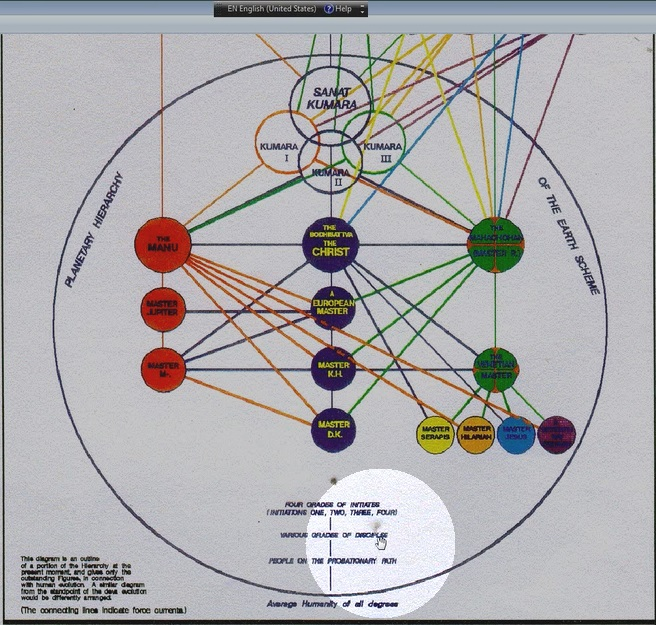 EN English (United States) ? Help
SANAT
KUMARA
KUMARA
I
KUMARA
III
KUMARA
II
PLANETARY HIERARCHY
OF THE EARTH SCHEME
THE
MANU
THE
BODHISATTVA
THE
CHRIST
THE
MAHACHOHAN
MASTER
JUPITER
A
EUROPEAN
MASTER
MASTER
M-.
MASTER
K.H.
THE
VENETIAN
MASTER
MASTER
D.K.
MASTER
SERAPIS
MASTER
HILARIAN
MASTER
JESUS
FOUR GRADES OF INITIATES
(INITIATIONS ONE, TWO, THREE, FOUR)
VARIOUS GRADES OF DISCIPLES
PEOPLE ON THE PROBATIONARY PATH
Average Humanity of all degrees
This diagram is an outline
of a portion of the Hierarchy at the
present moment, and gives only the
outstanding Figures, in connection
with human evolution. A similar diagram
from the standpoint of the deva evolution
would be differently arranged.
(The connecting lines indicate force currents.)